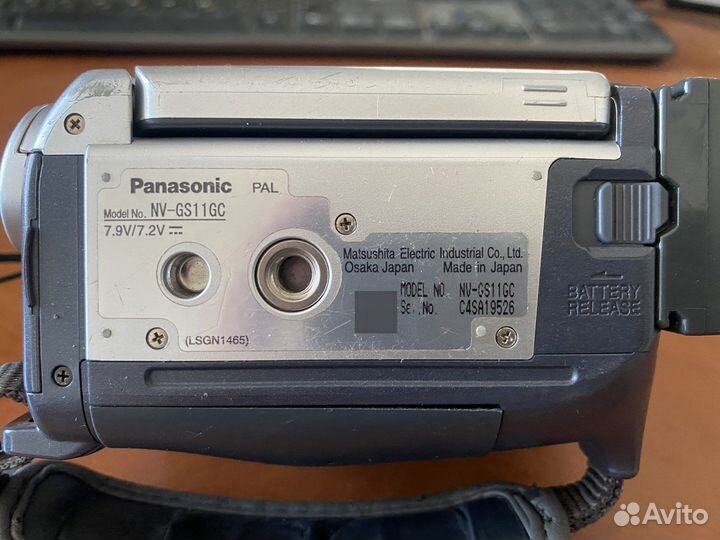 Panasonic PAL
Model No. NV-GS11GC
7.9V/7.2V
Matsushita Electric Industrial Co., Ltd.
Osaka Japan Made in Japan
MODEL NO. NV-GS11GC
Ser.No. C4SA19526
(LSGN1465)
BATTERY
RELEASE
Avito